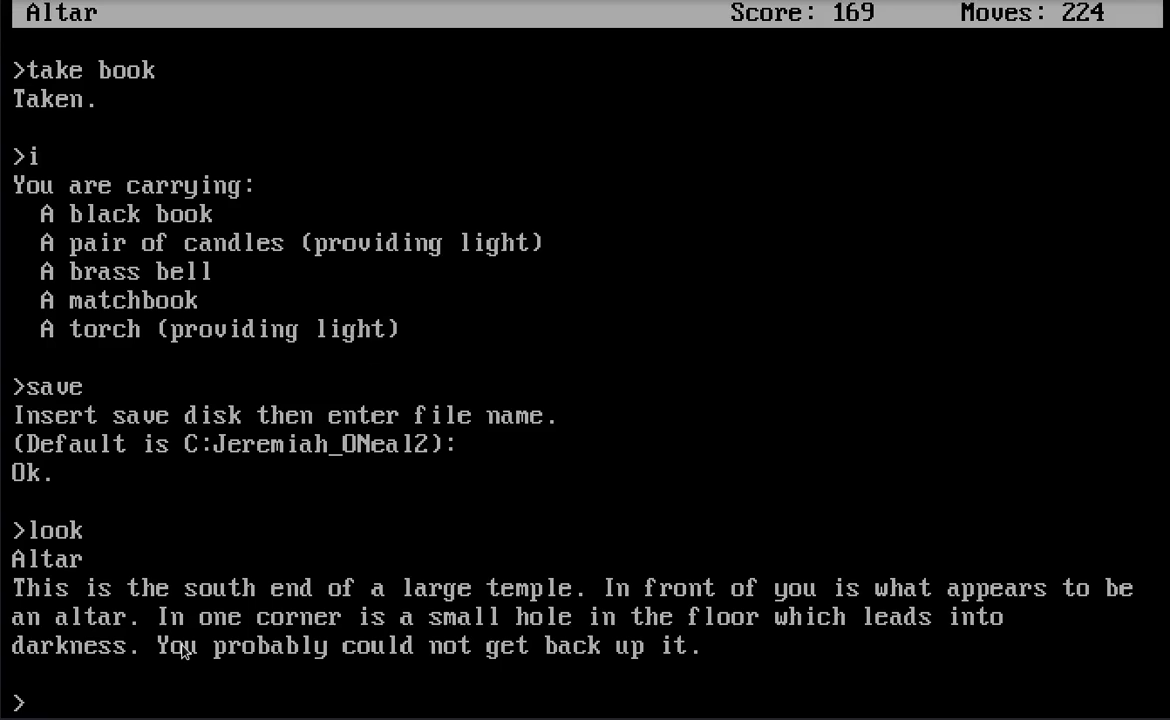 Altar Score: 169 Moves: 224
>take book
Taken.
>i
You are carrying:
A black book
A pair of candles (providing light)
A brass bell
A matchbook
A torch (providing light)
>save
Insert save disk then enter file name.
(Default is C:Jeremiah_ONeal2):
Ok.
>look
Altar
This is the south end of a large temple. In front of you is what appears to be
an altar. In one corner is a small hole in the floor which leads into
darkness. You probably could not get back up it.
>